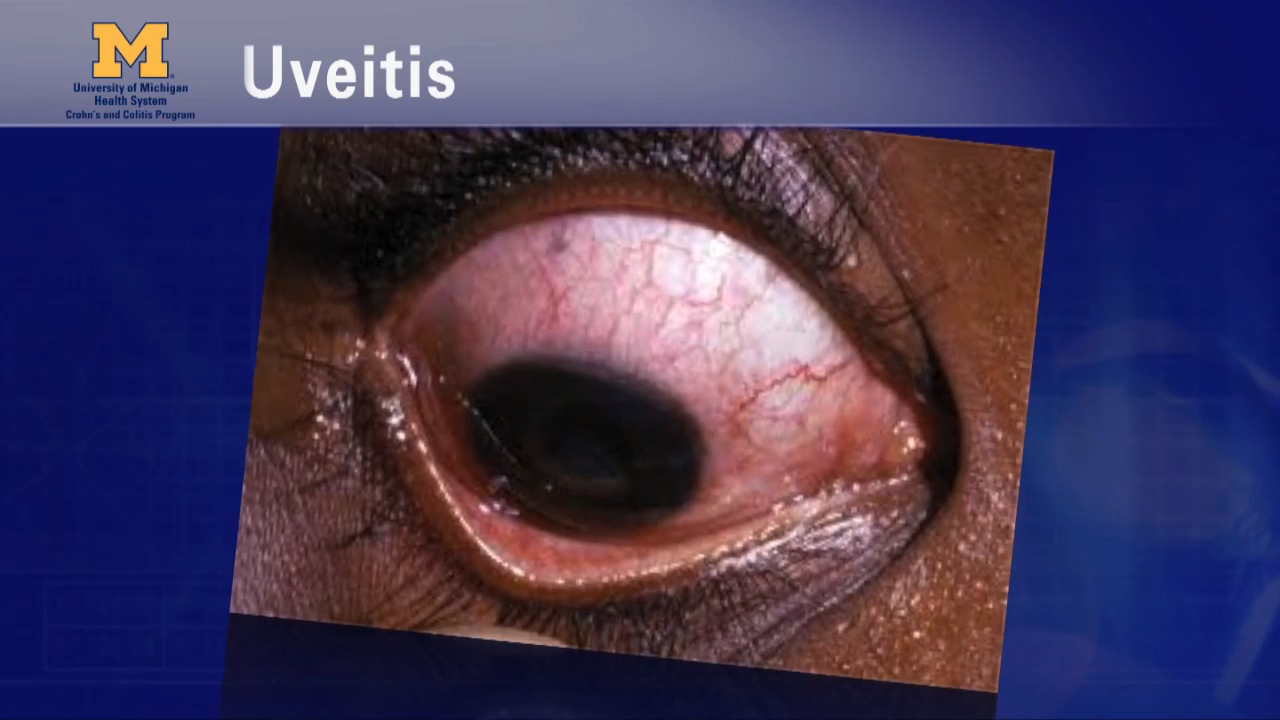 Uveitis
M
University of Michigan
Health System
Crohn's and Colitis Program